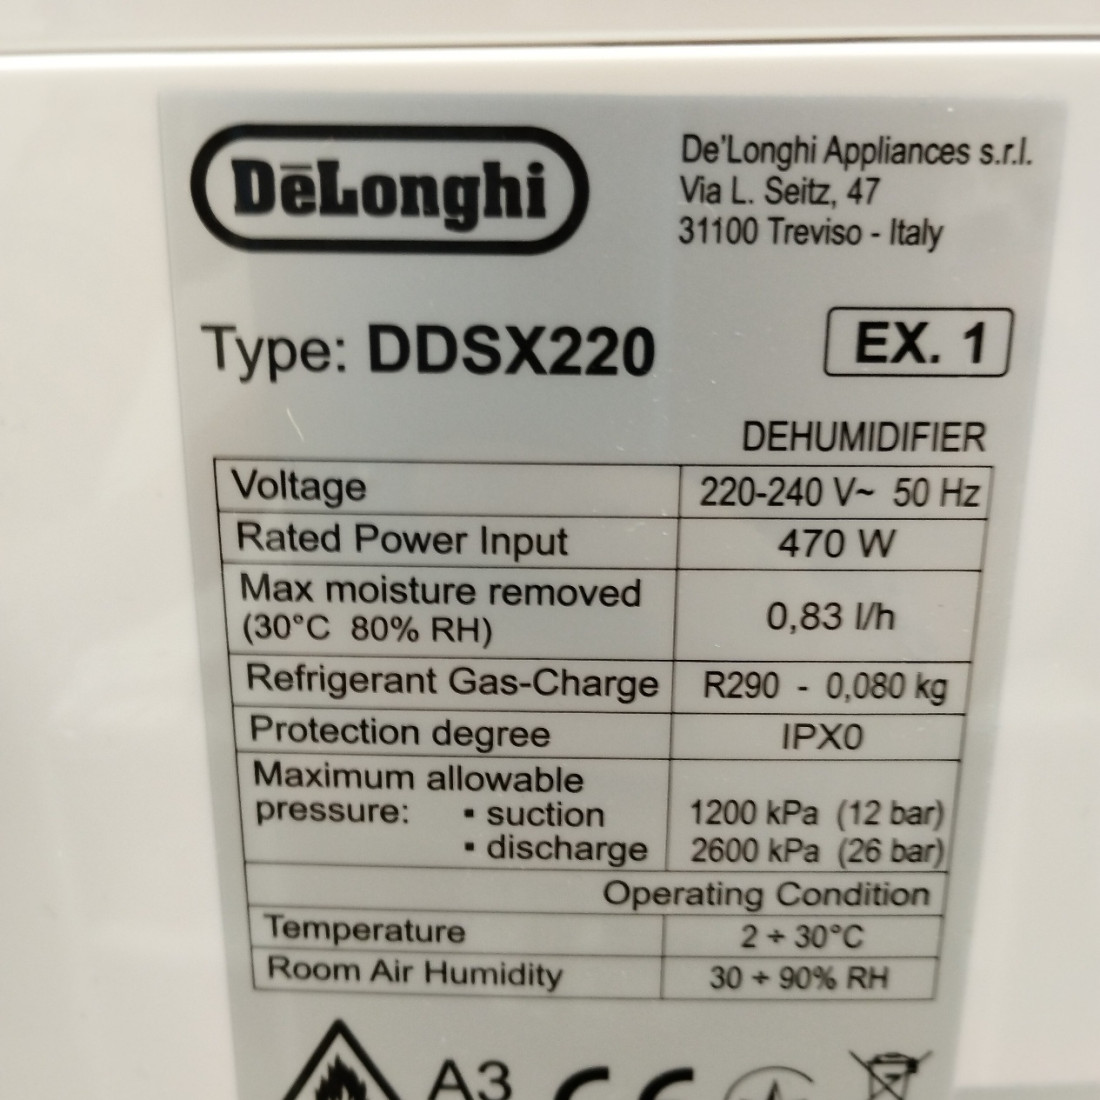 DēLonghi
De'Longhi Appliances s.r.l.
Via L. Seitz, 47
31100 Treviso - Italy
Type: DDSX220
EX. 1
DEHUMIDIFIER
Voltage 220-240 V~ 50 Hz
Rated Power Input 470 W
Max moisture removed
(30°C 80% RH) 0,83 l/h
Refrigerant Gas-Charge R290 - 0,080 kg
Protection degree IPX0
Maximum allowable
pressure: ▪ suction 1200 kPa (12 bar)
▪ discharge 2600 kPa (26 bar)
Operating Condition
Temperature 2 ÷ 30°C
Room Air Humidity 30 ÷ 90% RH
A3 CE